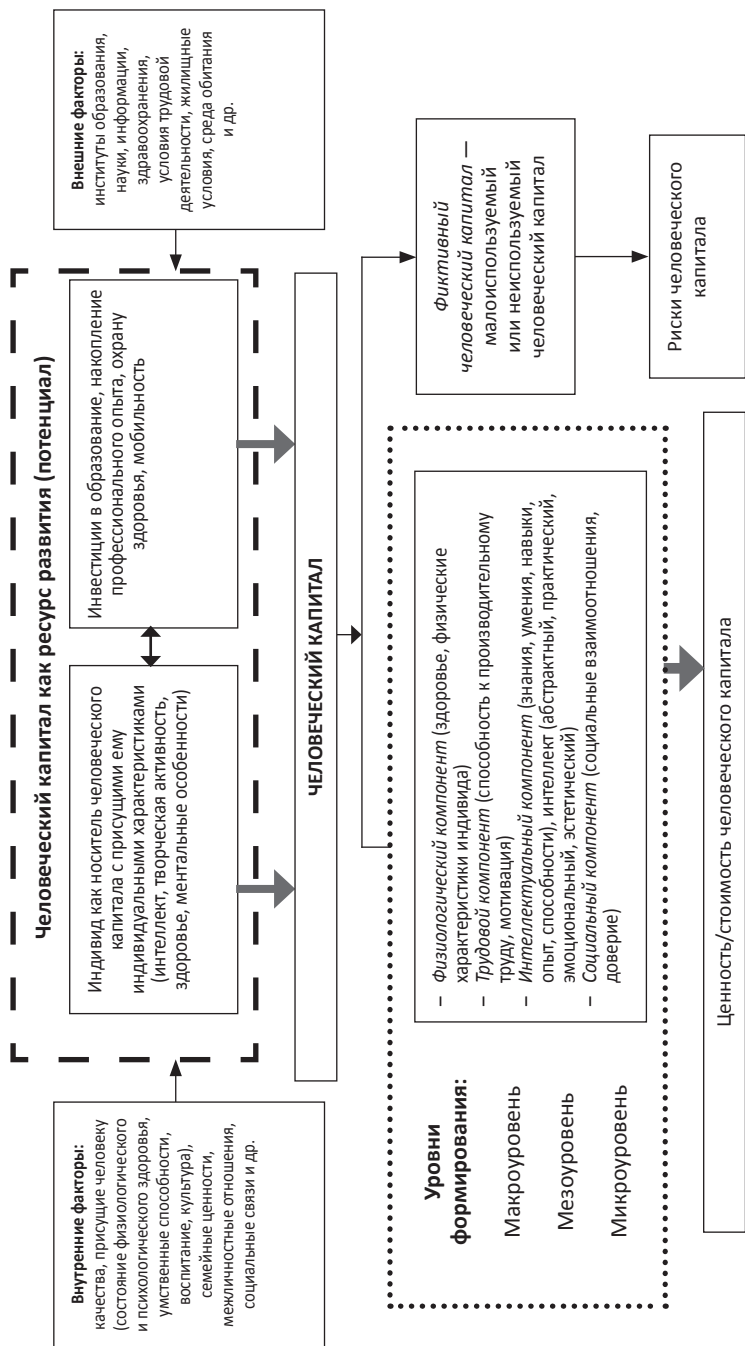 Внутренние факторы:
качества, присущие человеку
(состояние физиологического
и психологического здоровья,
умственные способности,
воспитание, культура),
семейные ценности,
межличностные отношения,
социальные связи и др.
Человеческий капитал как ресурс развития (потенциал)
Индивид как носитель человеческого
капитала с присущими ему
индивидуальными характеристиками
(интеллект, творческая активность,
здоровье, ментальные особенности)
Инвестиции в образование, накопление
профессионального опыта, охрану
здоровья, мобильность
Внешние факторы:
институты образования,
науки, информации,
здравоохранения,
условия трудовой
деятельности, жилищные
условия, среда обитания
и др.
ЧЕЛОВЕЧЕСКИЙ КАПИТАЛ
Уровни
формирования:
Макроуровень
Мезоуровень
Микроуровень
– Физиологический компонент (здоровье, физические
характеристики индивида)
– Трудовой компонент (способность к производительному
труду, мотивация)
– Интеллектуальный компонент (знания, умения, навыки,
опыт, способности), интеллект (абстрактный, практический,
эмоциональный, эстетический)
– Социальный компонент (социальные взаимоотношения,
доверие)
Фиктивный
человеческий капитал —
малоиспользуемый
или неиспользуемый
человеческий капитал
Ценность/стоимость человеческого капитала
Риски человеческого
капитала